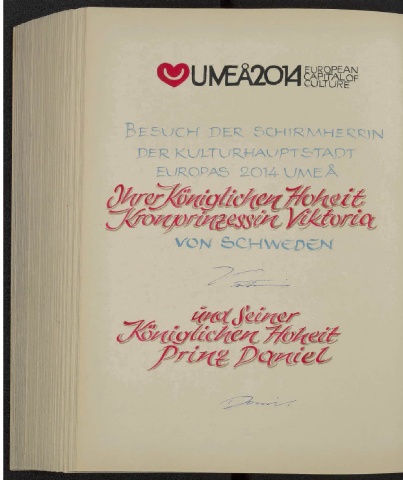 UMEÅ2014 EUROPEAN
CAPITAL OF
CULTURE
BESUCH DER SCHIRMHERRIN
DER KULTURHAUPTSTADT
EUROPAS 2014 UMEÅ
Ihrer Königlichen Hoheit
Kronprinzessin Viktoria
VON SCHWEDEN
und Seiner
Königlichen Hoheit
Prinz Daniel